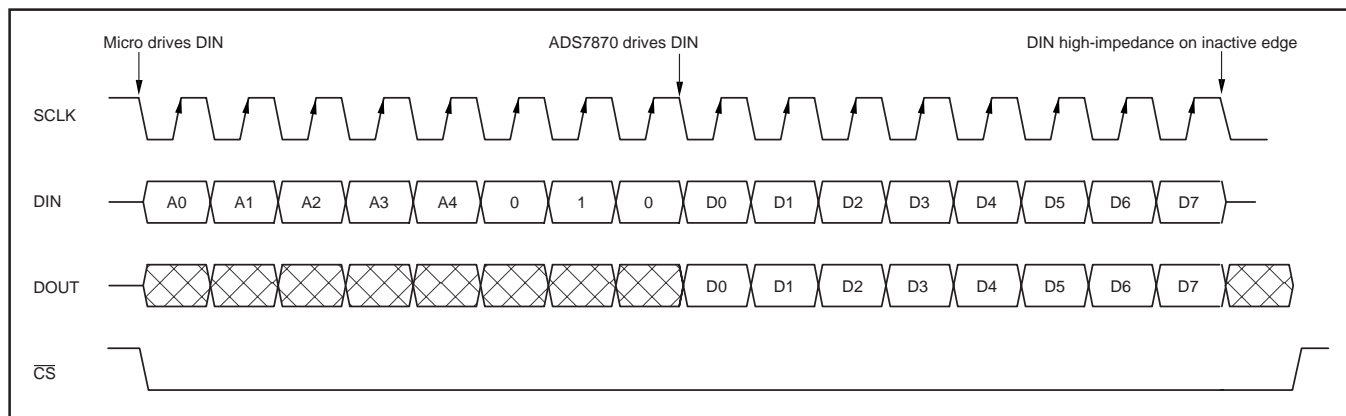 Micro drives DIN ADS7870 drives DIN DIN high-impedance on inactive edge
SCLK
DIN A0 A1 A2 A3 A4 0 1 0 D0 D1 D2 D3 D4 D5 D6 D7
DOUT D0 D1 D2 D3 D4 D5 D6 D7
C̅S̅